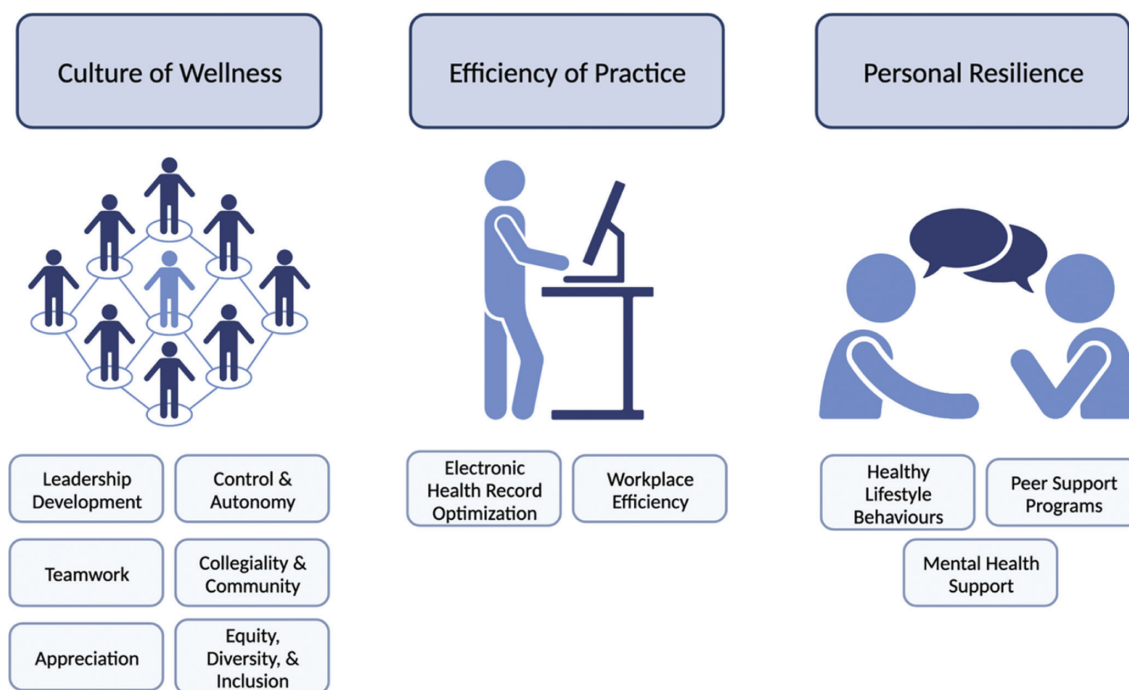 Culture of Wellness
Efficiency of Practice
Personal Resilience
Leadership
Development
Control &
Autonomy
Teamwork
Collegiality &
Community
Appreciation
Equity,
Diversity, &
Inclusion
Electronic
Health Record
Optimization
Workplace
Efficiency
Healthy
Lifestyle
Behaviours
Peer Support
Programs
Mental Health
Support